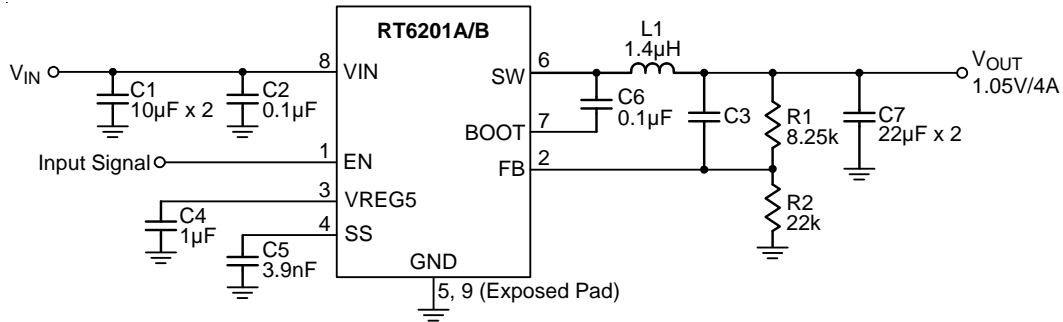 RT6201A/B
L1
1.4µH
VIN
8
VIN
SW
6
VOUT
1.05V/4A
C1
10µF x 2
C2
0.1µF
C6
0.1µF
C3
R1
8.25k
C7
22µF x 2
BOOT
7
Input Signal
1
EN
FB
2
3
VREG5
C4
1µF
4
SS
C5
3.9nF
R2
22k
GND
5, 9 (Exposed Pad)